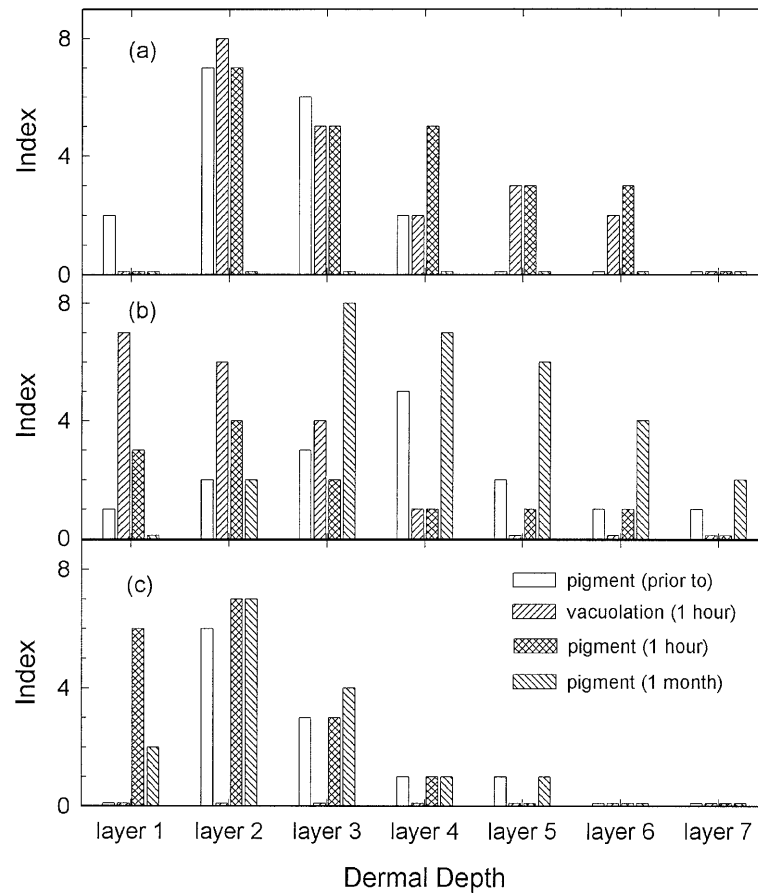 (a)
8
4
0
Index
(b)
8
4
0
Index
(c)
8
4
0
Index
pigment (prior to)
vacuolation (1 hour)
pigment (1 hour)
pigment (1 month)
layer 1 layer 2 layer 3 layer 4 layer 5 layer 6 layer 7
Dermal Depth